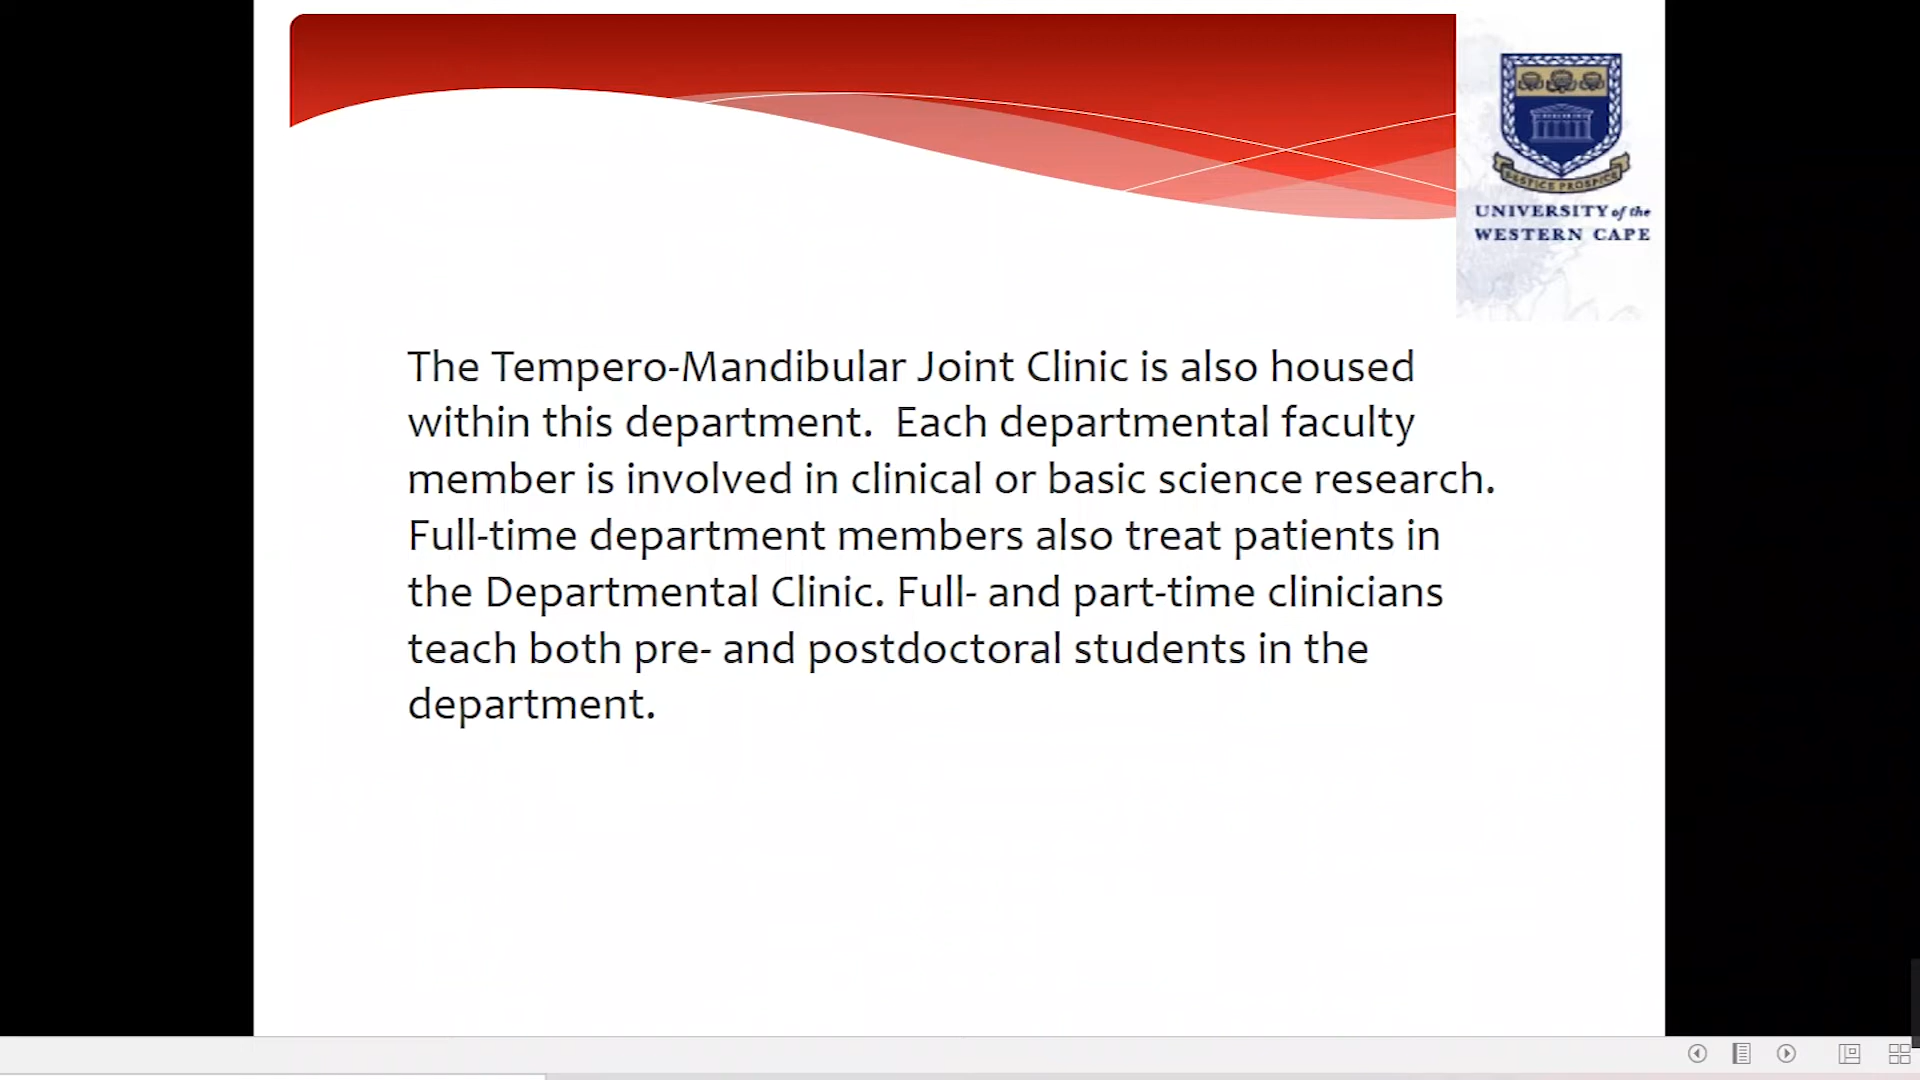 RESPICE PROSPICE
UNIVERSITY of the
WESTERN CAPE
The Tempero-Mandibular Joint Clinic is also housed
within this department. Each departmental faculty
member is involved in clinical or basic science research.
Full-time department members also treat patients in
the Departmental Clinic. Full- and part-time clinicians
teach both pre- and postdoctoral students in the
department.